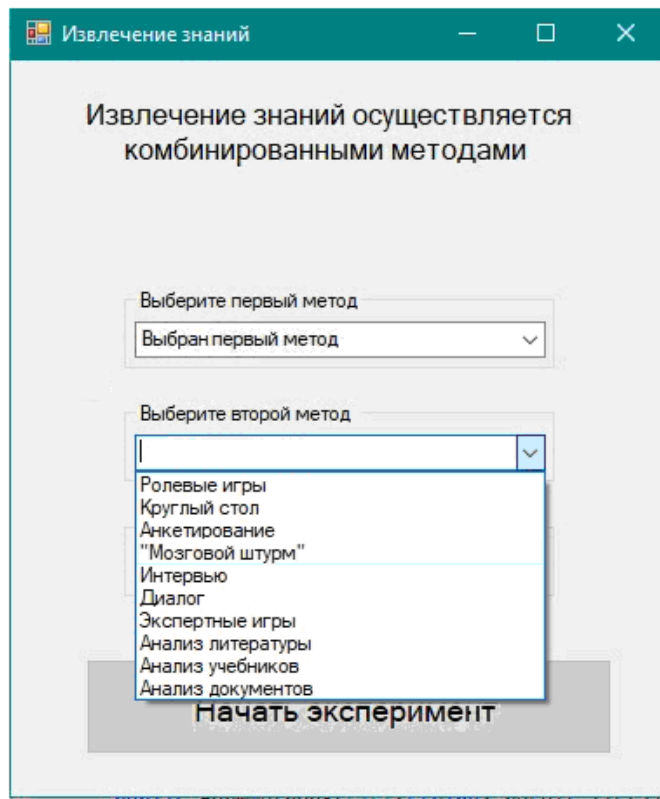 Извлечение знаний
Извлечение знаний осуществляется
комбинированными методами
Выберите первый метод
Выбран первый метод
Выберите второй метод
Ролевые игры
Круглый стол
Анкетирование
"Мозговой штурм"
Интервью
Диалог
Экспертные игры
Анализ литературы
Анализ учебников
Анализ документов
Начать эксперимент